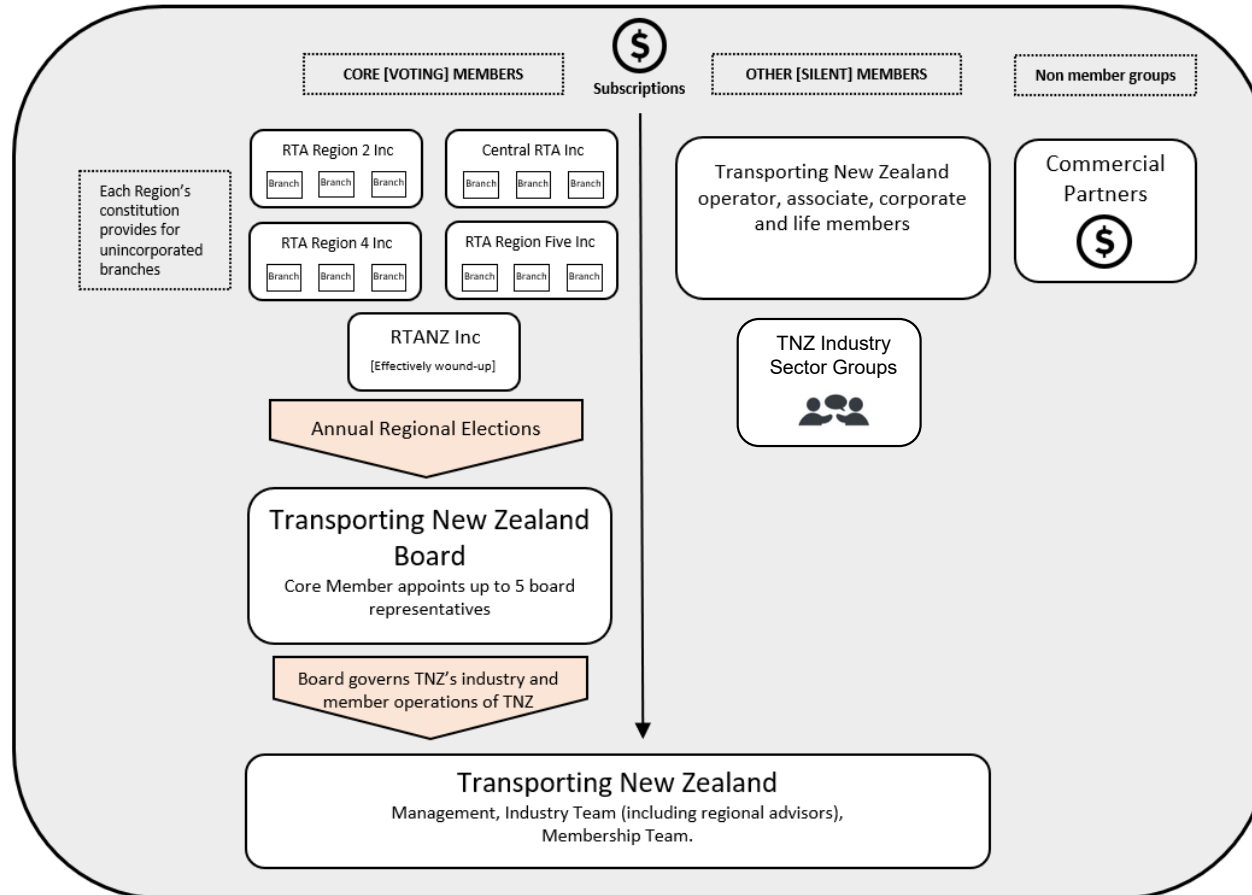 CORE [VOTING] MEMBERS
$
Subscriptions
OTHER [SILENT] MEMBERS
Non member groups
Each Region's
constitution
provides for
unincorporated
branches
RTA Region 2 Inc
Branch Branch Branch
Central RTA Inc
Branch Branch Branch
RTA Region 4 Inc
Branch Branch Branch
RTA Region Five Inc
Branch Branch Branch
RTANZ Inc
[Effectively wound-up]
Transporting New Zealand
operator, associate, corporate
and life members
Commercial
Partners
$
TNZ Industry
Sector Groups
Annual Regional Elections
Transporting New Zealand
Board
Core Member appoints up to 5 board
representatives
Board governs TNZ's industry and
member operations of TNZ
Transporting New Zealand
Management, Industry Team (including regional advisors),
Membership Team.